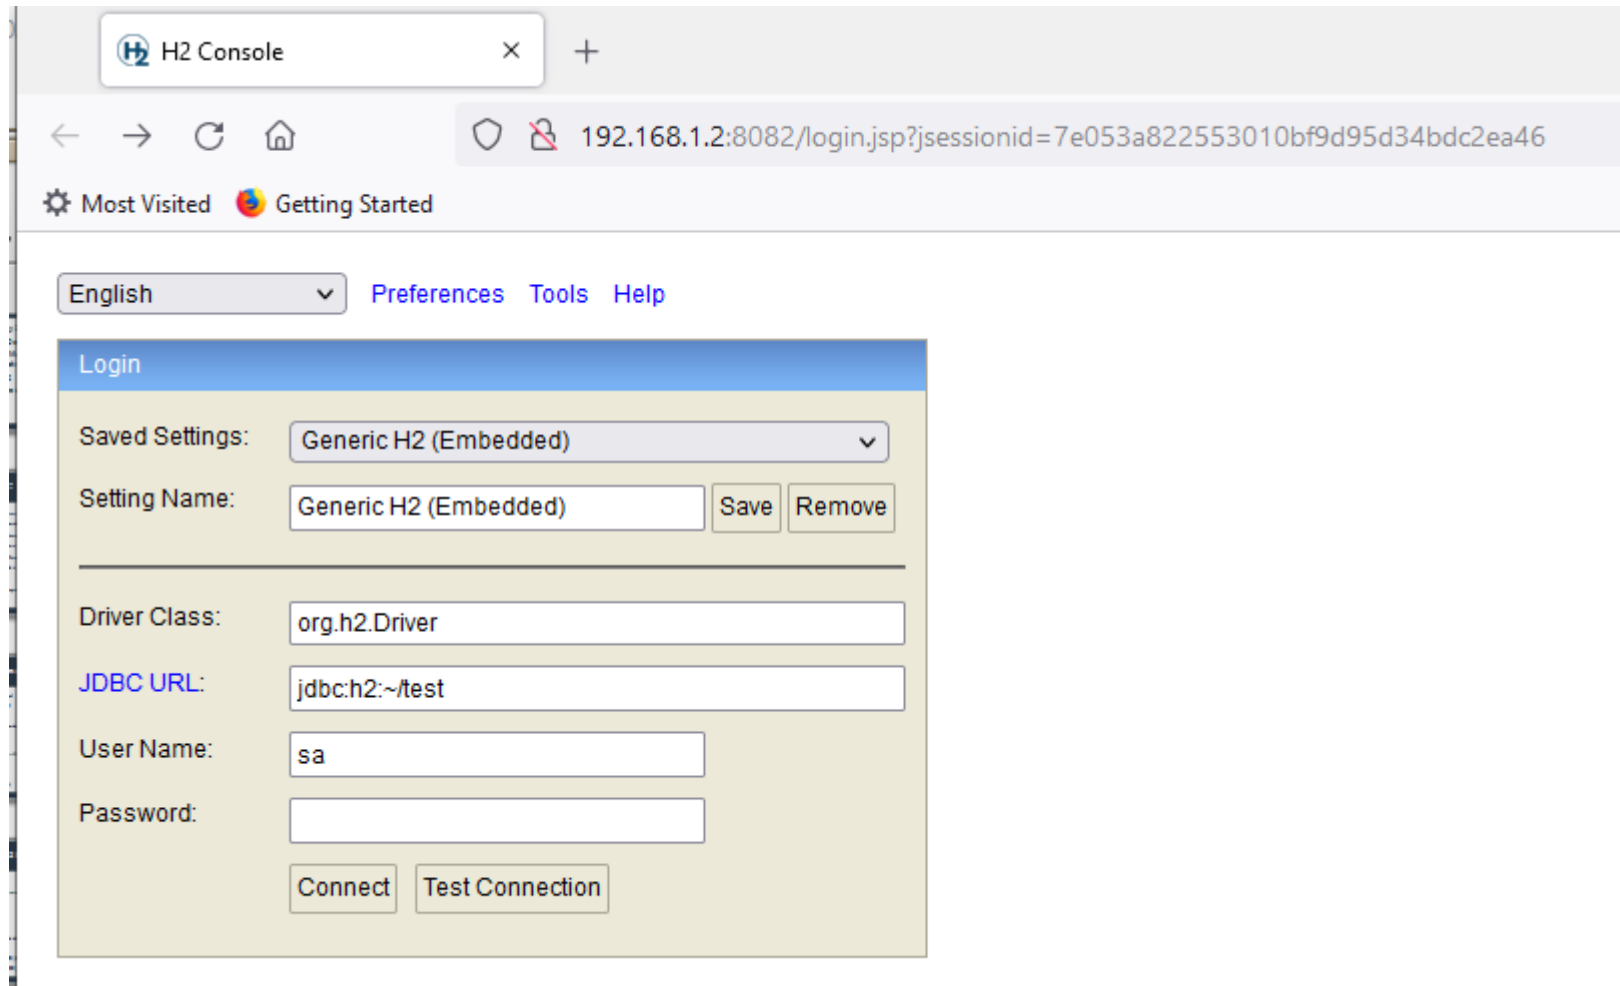 H2 H2 Console
192.168.1.2:8082/login.jsp?jsessionid=7e053a822553010bf9d95d34bdc2ea46
Most Visited Getting Started
English Preferences Tools Help
Login
Saved Settings: Generic H2 (Embedded)
Setting Name: Generic H2 (Embedded) Save Remove
Driver Class: org.h2.Driver
JDBC URL: jdbc:h2:~/test
User Name: sa
Password:
Connect Test Connection